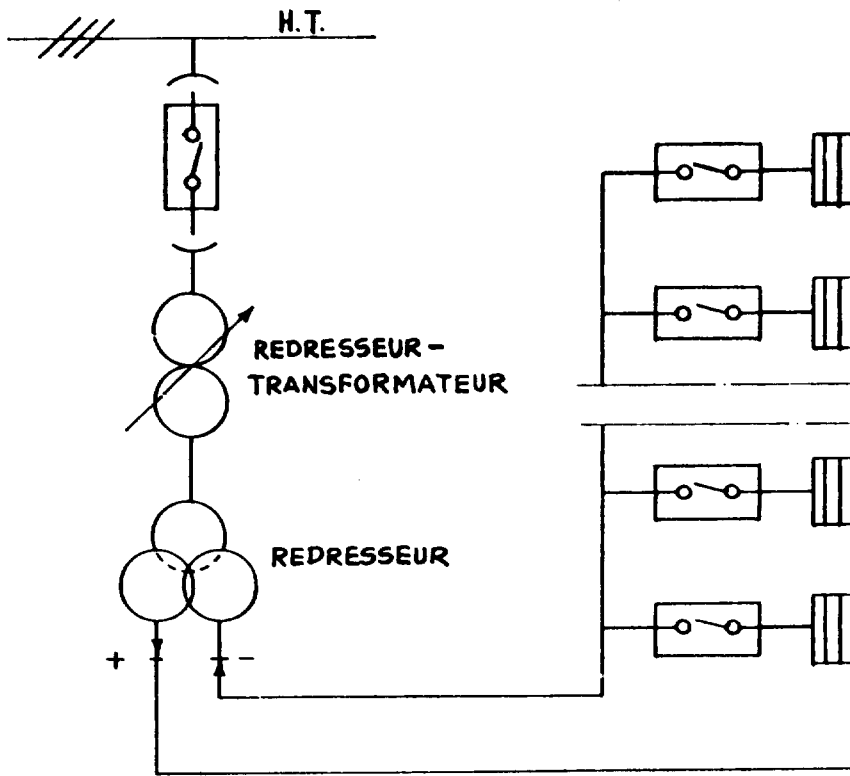 H.T.
REDRESSEUR-
TRANSFORMATEUR
REDRESSEUR
+ -